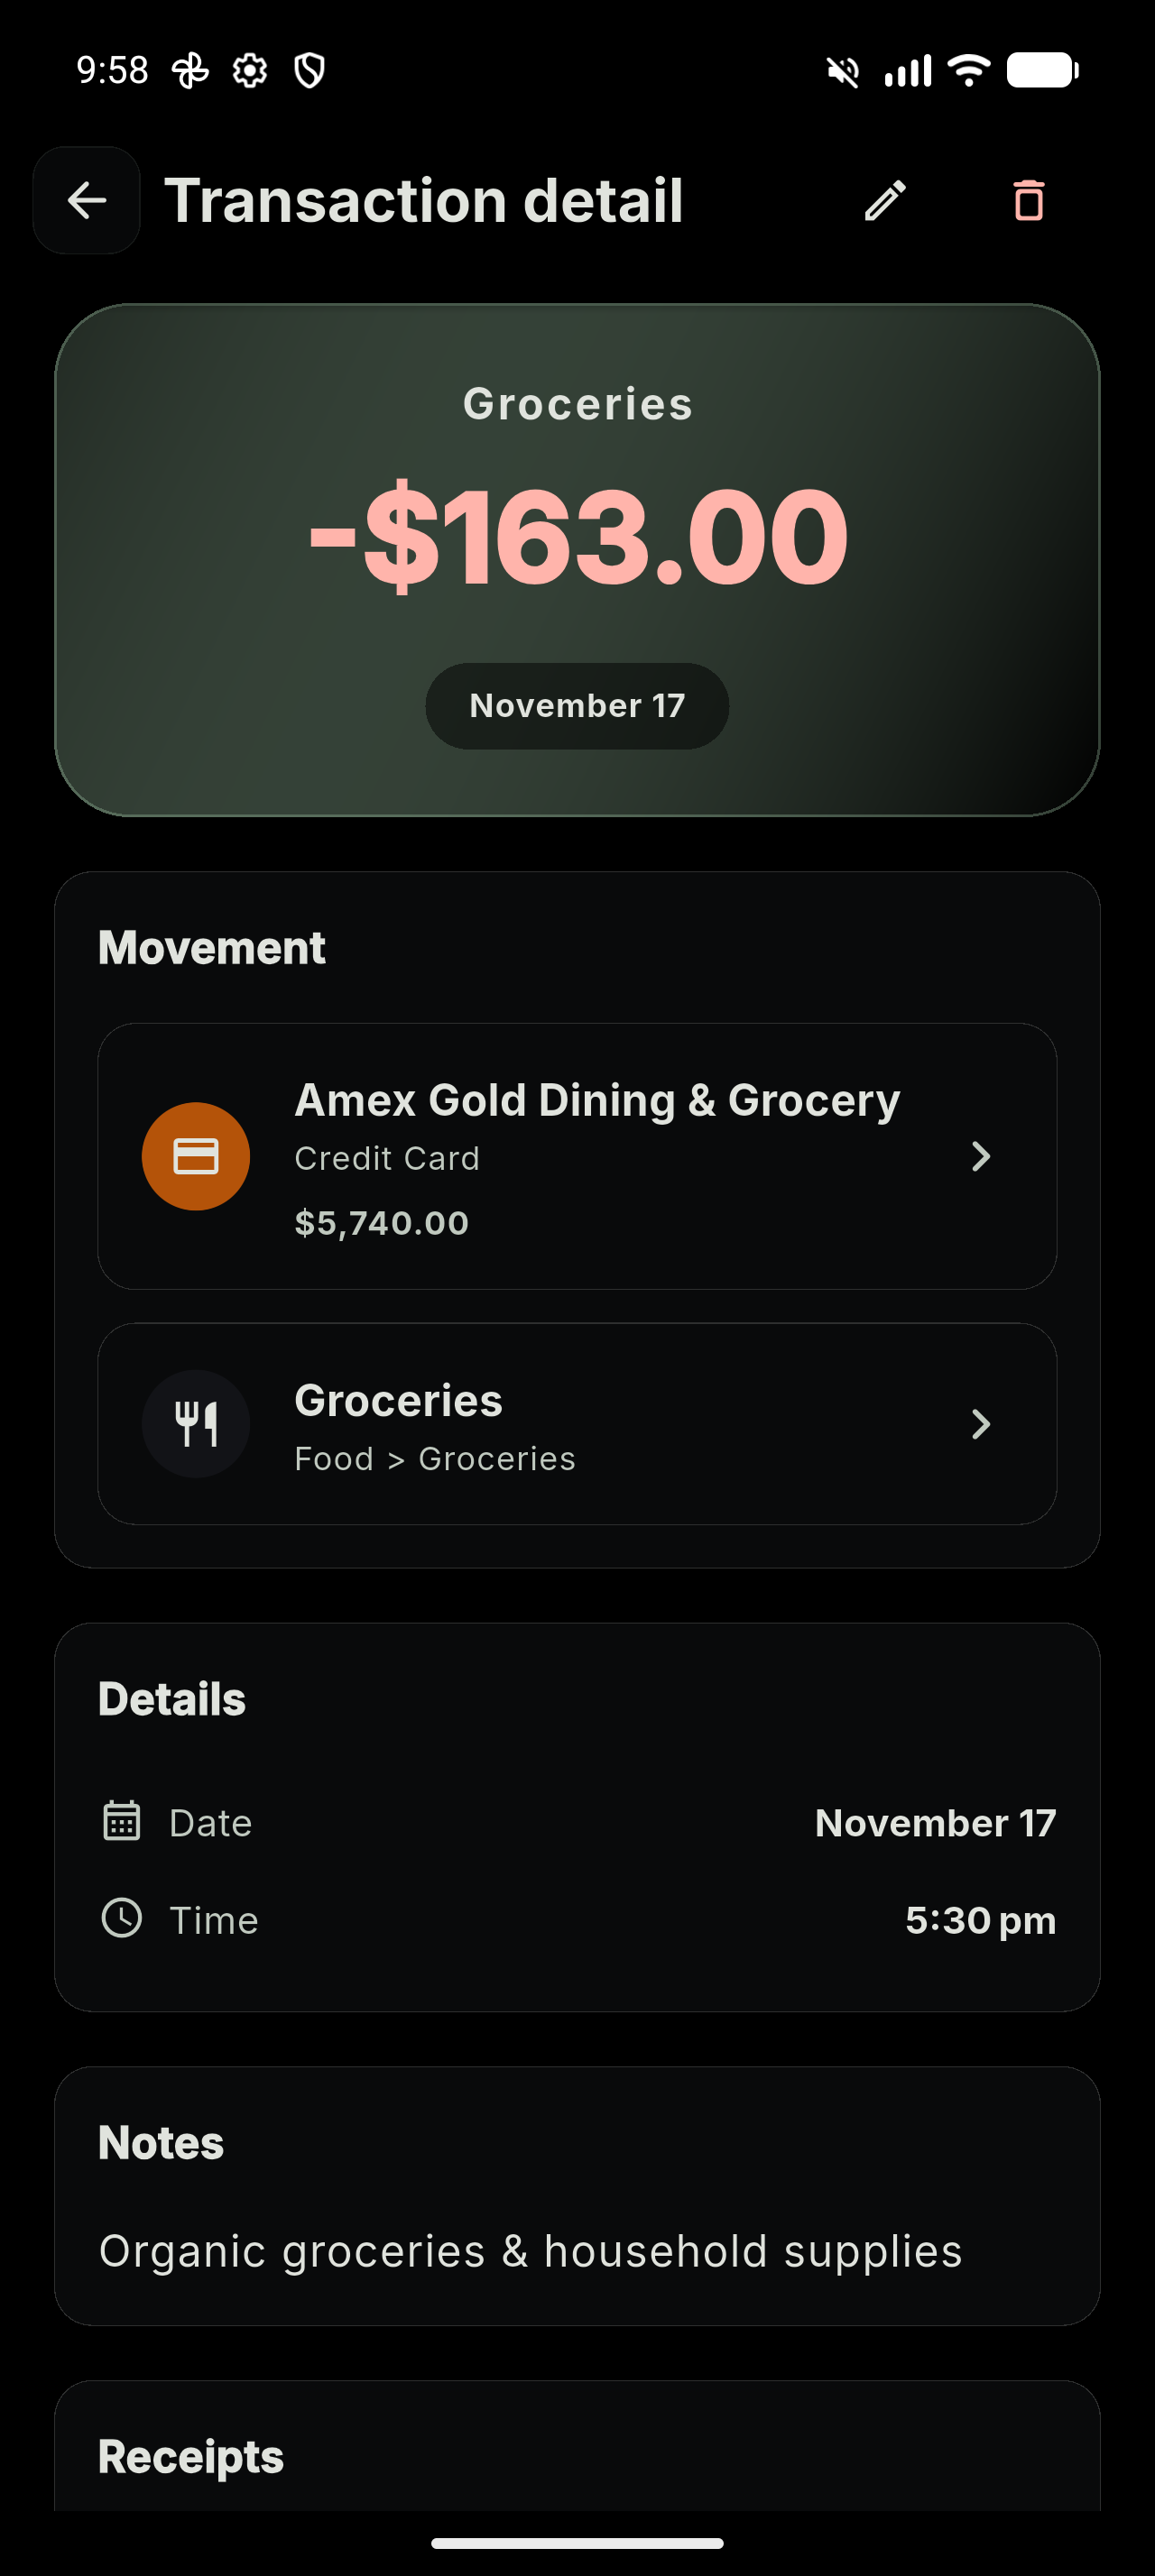 9:58
Transaction detail
Groceries
-$163.00
November 17
Movement
Amex Gold Dining & Grocery
Credit Card
$5,740.00
Groceries
Food > Groceries
Details
Date
November 17
Time
5:30 pm
Notes
Organic groceries & household supplies
Receipts